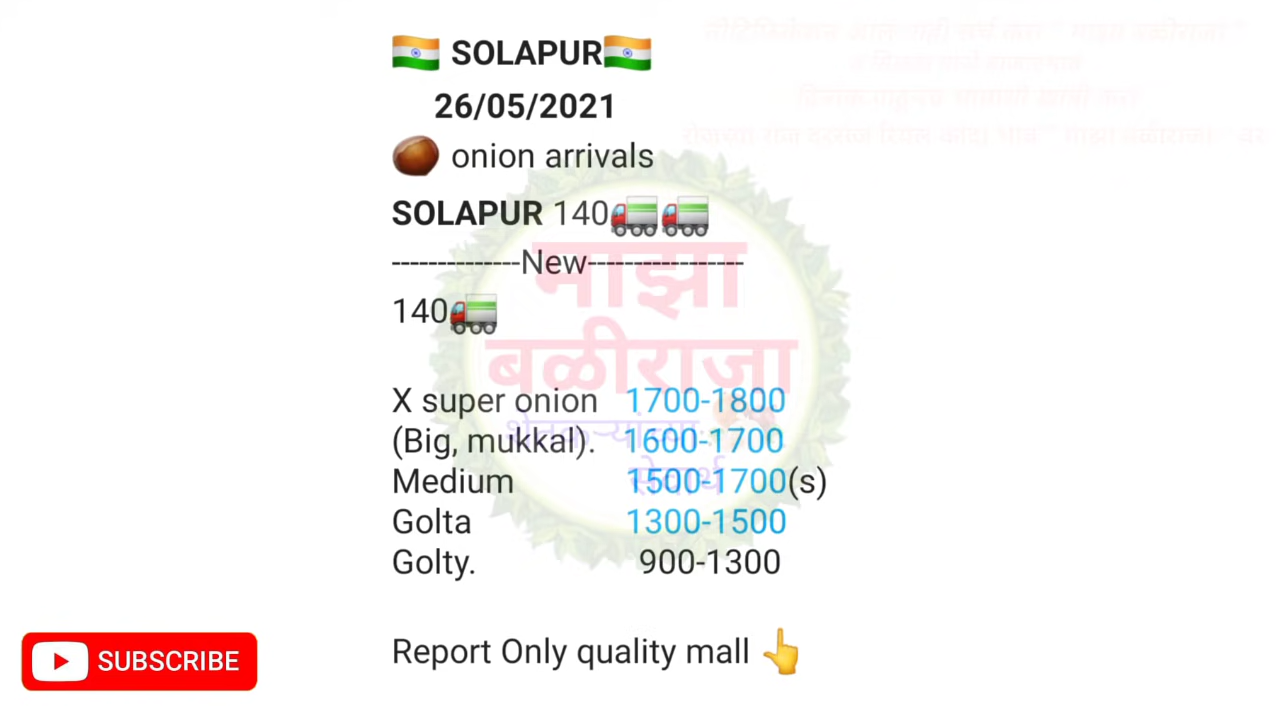 🇮🇳 SOLAPUR🇮🇳
26/05/2021
🌰 onion arrivals
SOLAPUR 140🚛🚛
--------------New-----------------
140🚛
माझा
बळीराजा
शेतकऱ्यांच्या
सेवार्थ
X super onion 1700-1800
(Big, mukkal). 1600-1700
Medium 1500-1700(s)
Golta 1300-1500
Golty. 900-1300
Report Only quality mall 👆
SUBSCRIBE